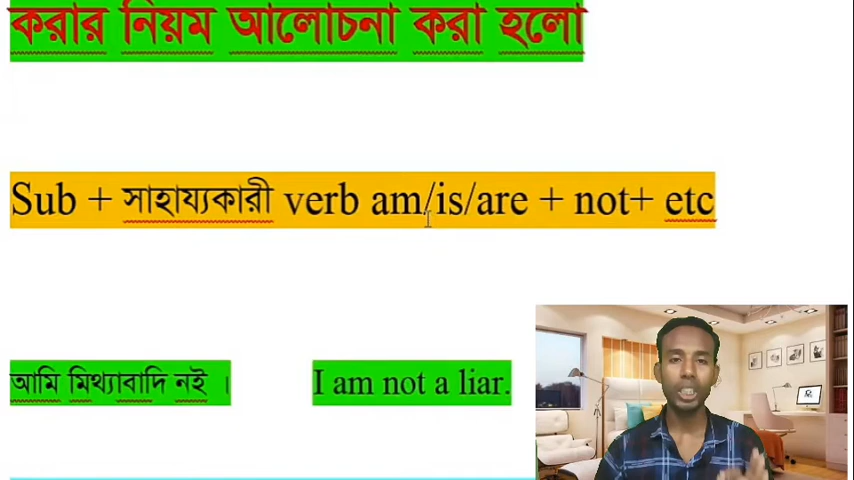 করার নিয়ম আলোচনা করা হলো
Sub + সাহায্যকারী verb am/is/are + not+ etc
আমি মিথ্যাবাদি নই । I am not a liar.